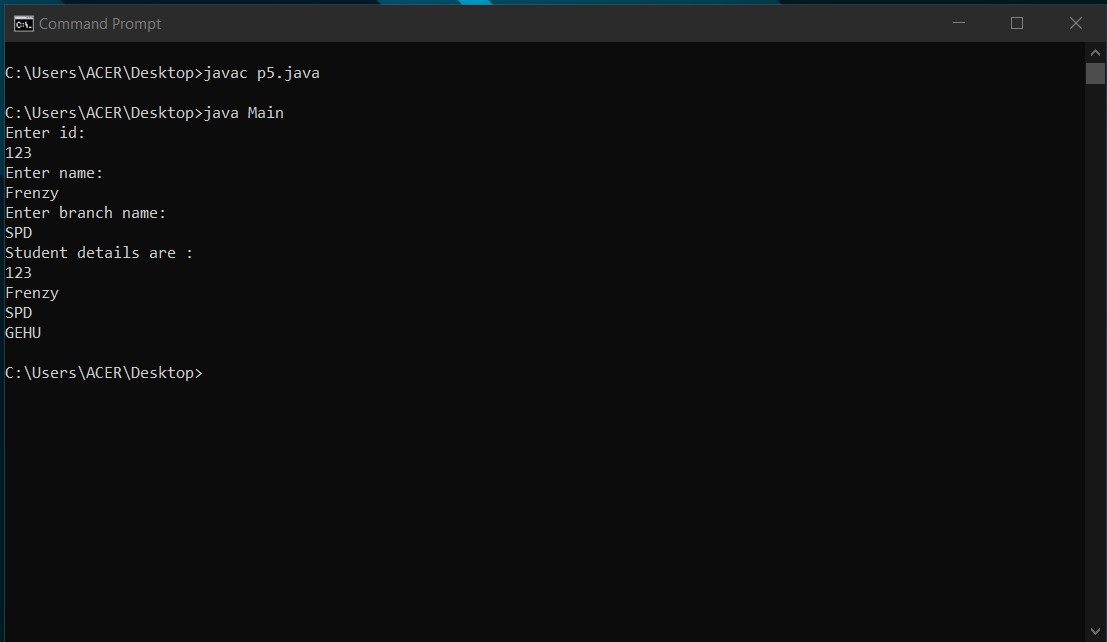 Command Prompt
C:\Users\ACER\Desktop>javac p5.java
C:\Users\ACER\Desktop>java Main
Enter id:
123
Enter name:
Frenzy
Enter branch name:
SPD
Student details are :
123
Frenzy
SPD
GEHU
C:\Users\ACER\Desktop>